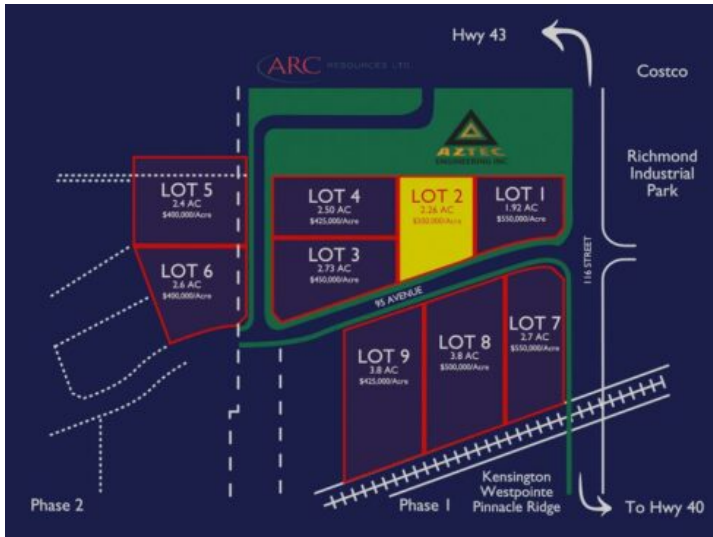 Hwy 43
ARC RESOURCES LTD
Costco
AZTEC
ENGINEERING INC
Richmond
Industrial
Park
LOT 5
2.4 AC
$400,000/Acre
LOT 4
2.50 AC
$425,000/Acre
LOT 2
2.26 AC
LOT 1
1.92 AC
$550,000/Acre
LOT 6
2.6 AC
$400,000/Acre
LOT 3
2.73 AC
$450,000/Acre
116 STREET
95 AVENUE
LOT 7
2.7 AC
$550,000/Acre
LOT 8
3.8 AC
$500,000/Acre
LOT 9
3.8 AC
$425,000/Acre
Kensington
Westpointe
Pinnacle Ridge
Phase 2
Phase 1
To Hwy 40